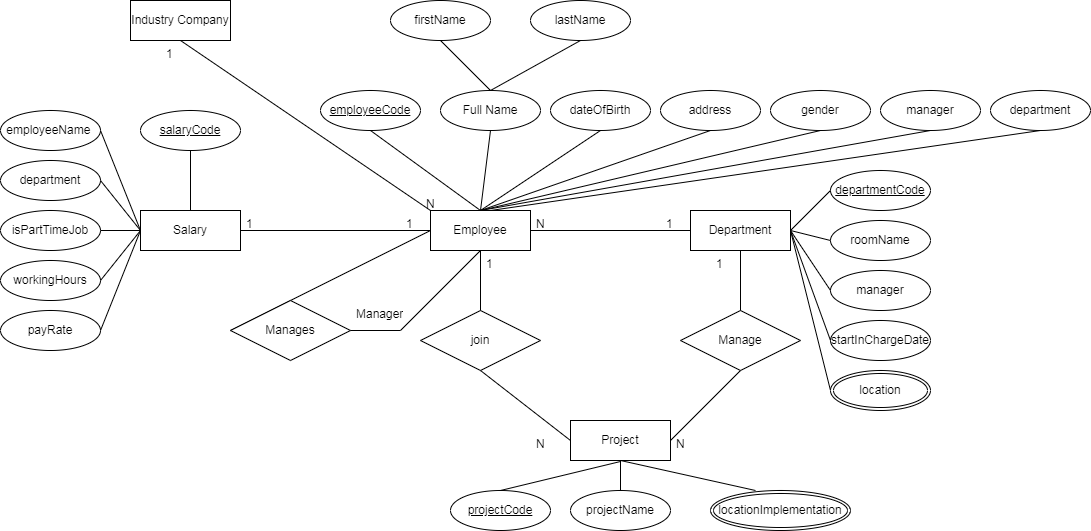 Industry Company
firstName
lastName
1
employeeName
salaryCode
employeeCode
Full Name
dateOfBirth
address
gender
manager
department
department
departmentCode
N
isPartTimeJob
Salary
1
1
Employee
N
1
Department
roomName
workingHours
1
1
manager
payRate
Manages
Manager
join
Manage
startInChargeDate
location
N
Project
N
projectCode
projectName
locationImplementation